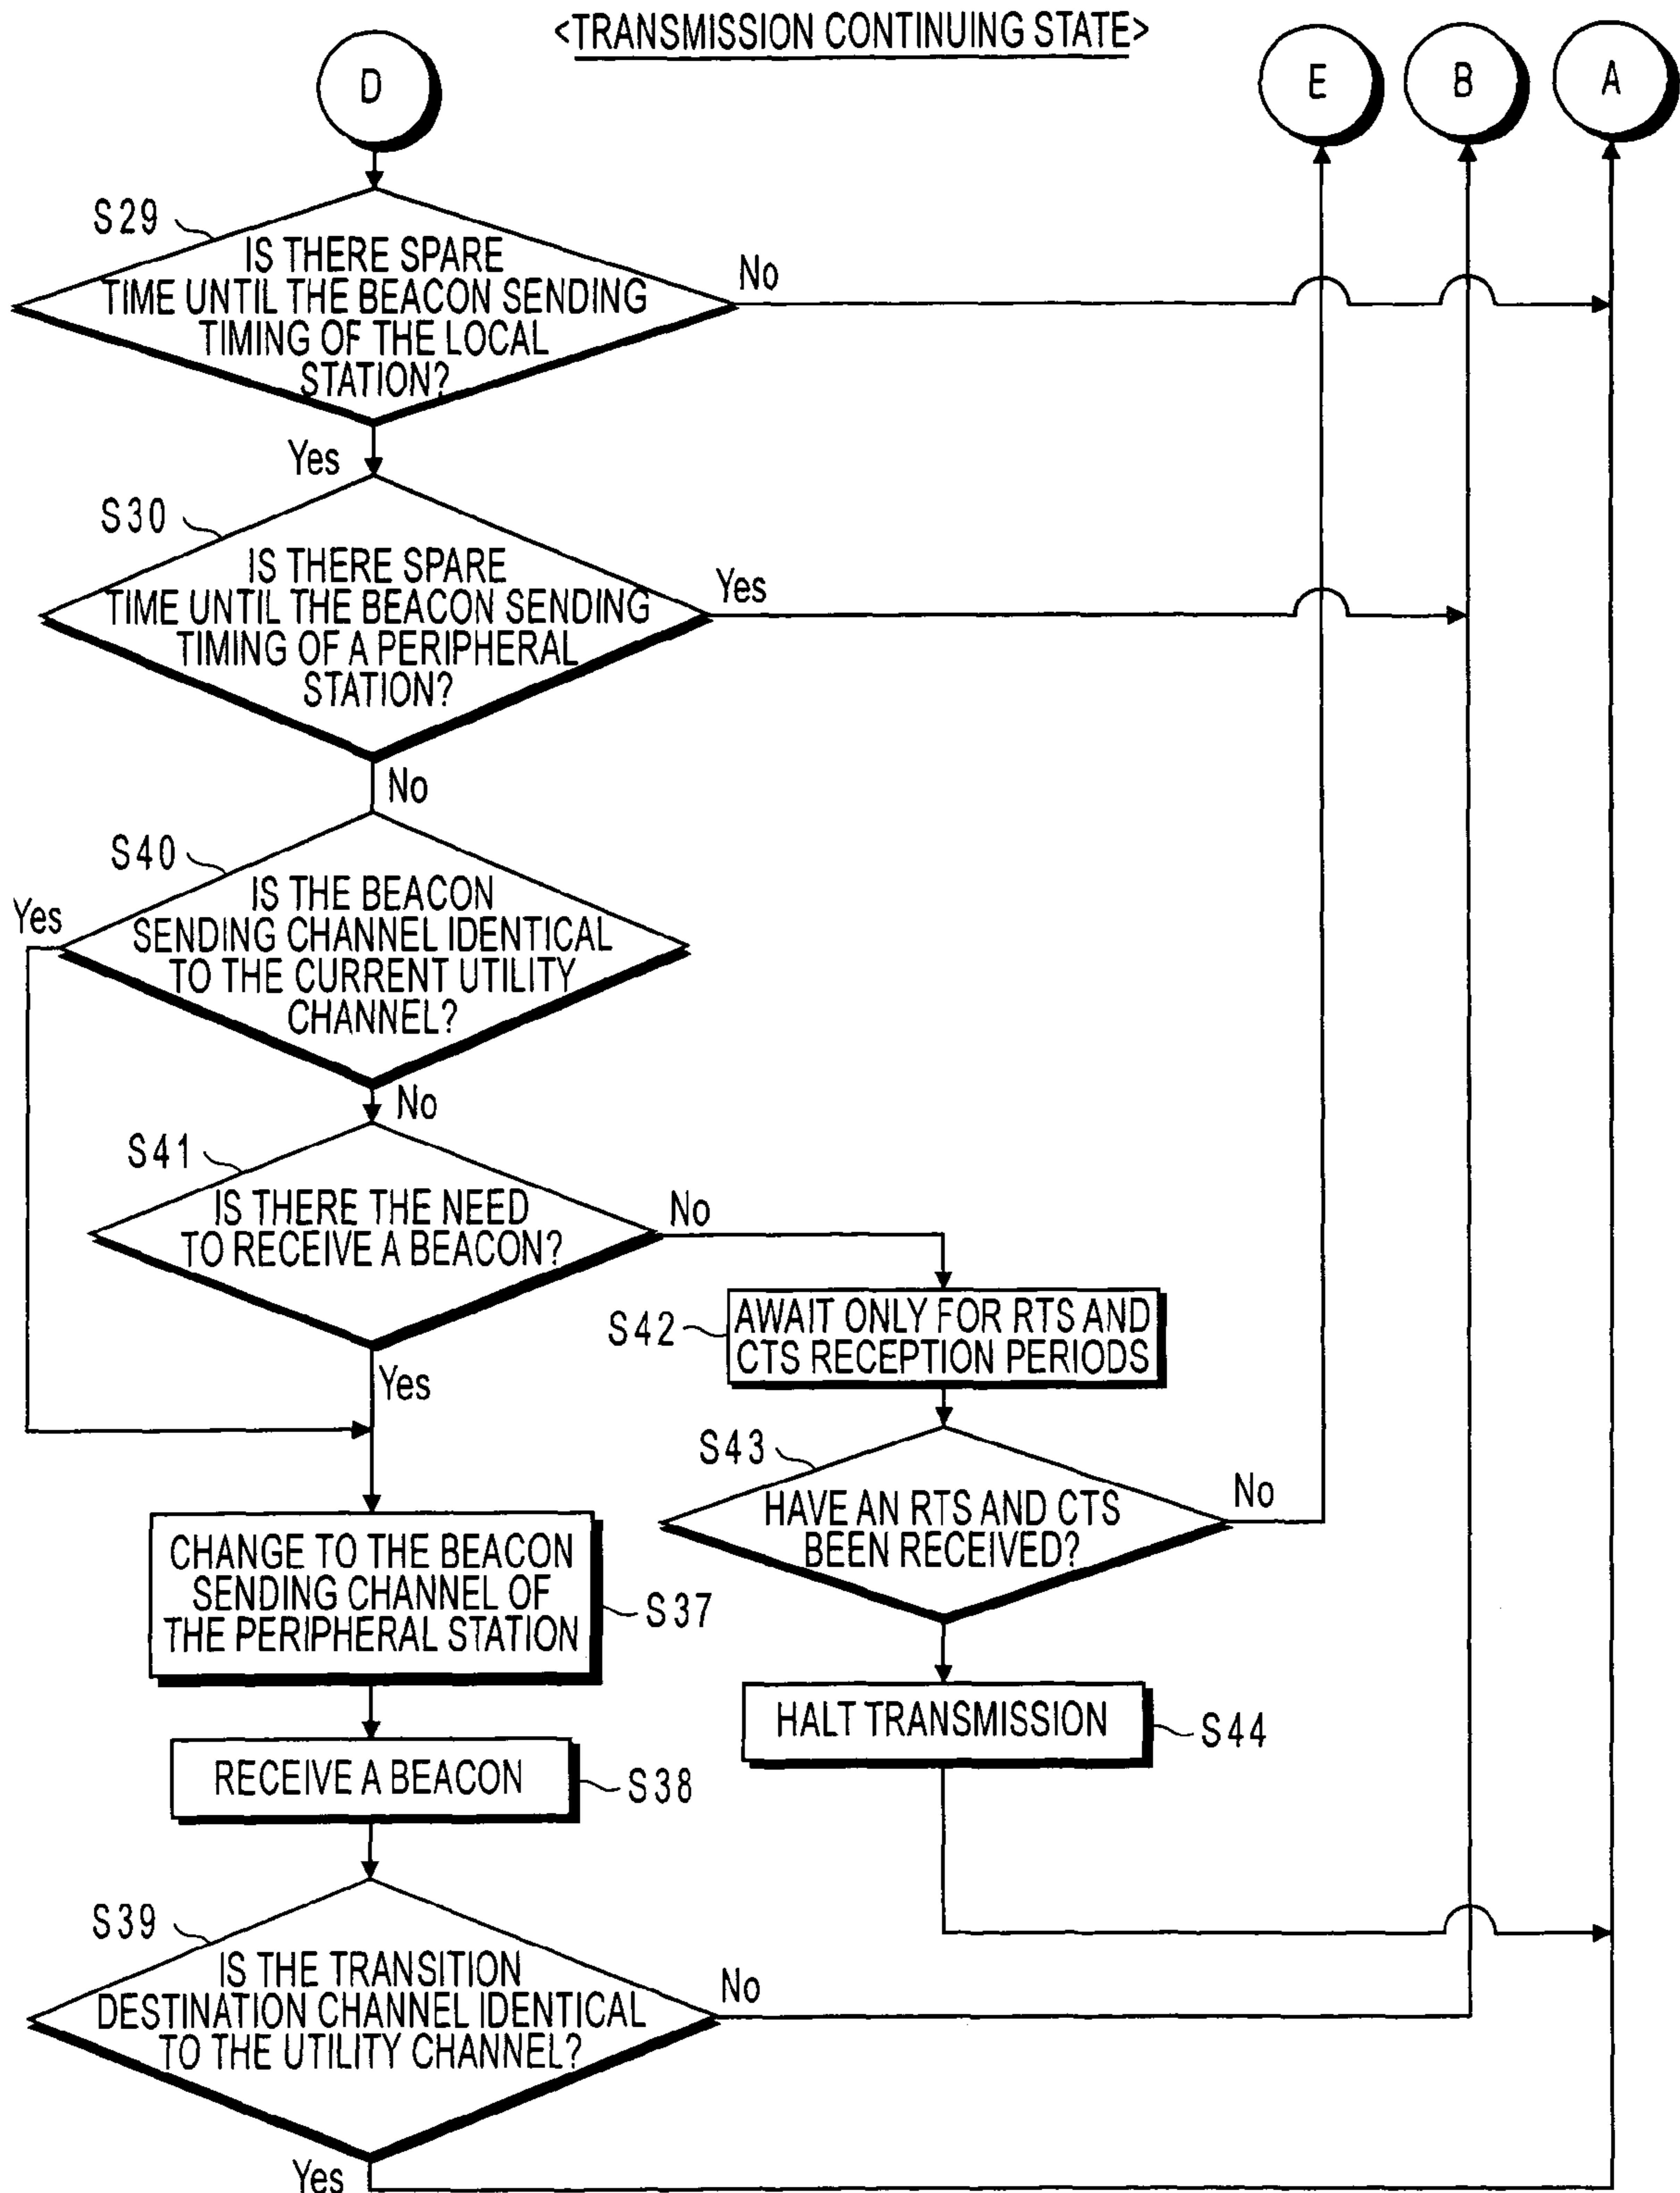 <TRANSMISSION CONTINUING STATE>
D
E
B
A
S29
IS THERE SPARE
TIME UNTIL THE BEACON SENDING
TIMING OF THE LOCAL
STATION?
No
Yes
S30
IS THERE SPARE
TIME UNTIL THE BEACON SENDING
TIMING OF A PERIPHERAL
STATION?
Yes
No
S40
IS THE BEACON
SENDING CHANNEL IDENTICAL
TO THE CURRENT UTILITY
CHANNEL?
Yes
No
S41
IS THERE THE NEED
TO RECEIVE A BEACON?
No
Yes
S42
AWAIT ONLY FOR RTS AND
CTS RECEPTION PERIODS
S43
HAVE AN RTS AND CTS
BEEN RECEIVED?
No
CHANGE TO THE BEACON
SENDING CHANNEL OF
THE PERIPHERAL STATION
S37
HALT TRANSMISSION
S44
RECEIVE A BEACON
S38
S39
IS THE TRANSITION
DESTINATION CHANNEL IDENTICAL
TO THE UTILITY CHANNEL?
No
Yes